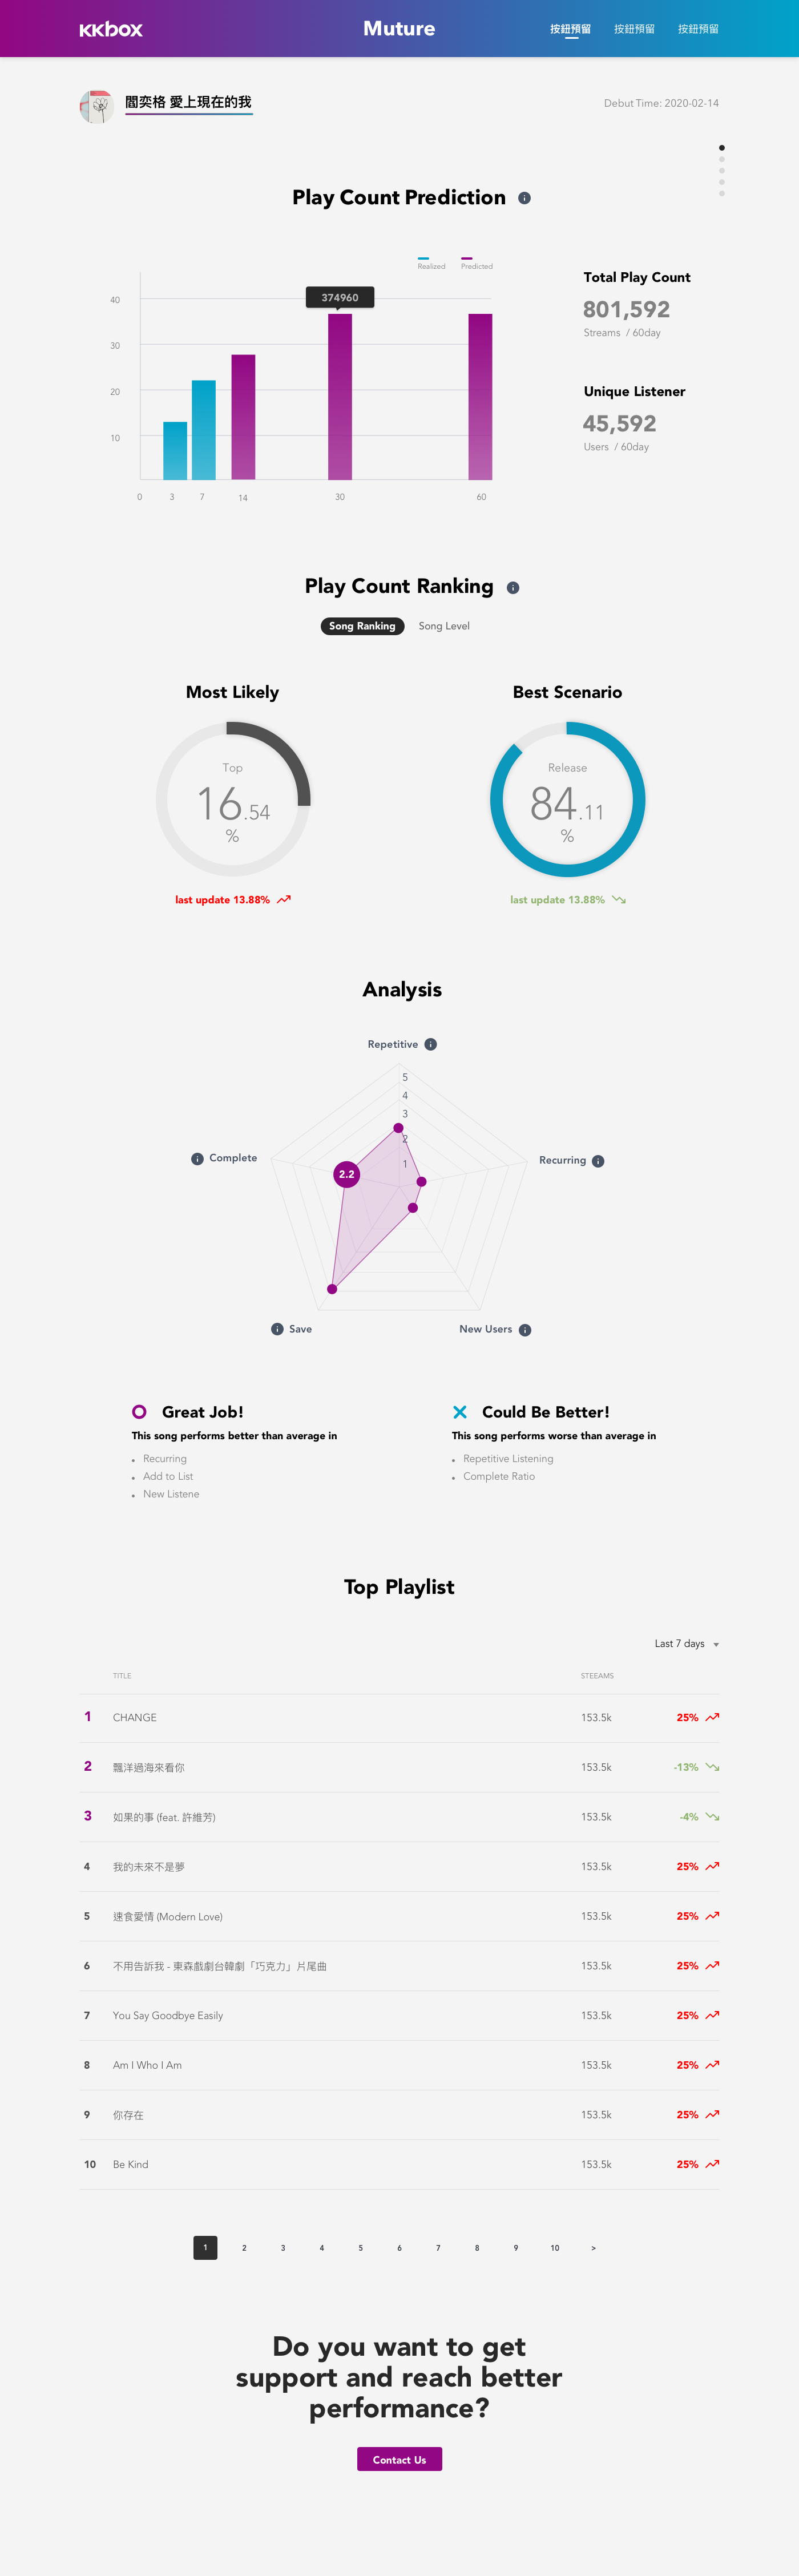 KKBOX
Muture
按鈕預留 按鈕預留 按鈕預留
閻奕格 愛上現在的我
Debut Time: 2020-02-14
Play Count Prediction
Realized Predicted
40
30
20
10
374960
0 3 7 14 30 60
Total Play Count
801,592
Streams / 60day
Unique Listener
45,592
Users / 60day
Play Count Ranking
Song Ranking Song Level
Most Likely
Top
16.54
%
last update 13.88%
Best Scenario
Release
84.11
%
last update 13.88%
Analysis
Repetitive
5
4
3
2
1
Complete
2.2
Recurring
Save
New Users
Great Job!
This song performs better than average in
Recurring
Add to List
New Listene
Could Be Better!
This song performs worse than average in
Repetitive Listening
Complete Ratio
Top Playlist
Last 7 days
TITLE STEEAMS
1 CHANGE 153.5k 25%
2 飄洋過海來看你 153.5k -13%
3 如果的事 (feat. 許維芳) 153.5k -4%
4 我的未來不是夢 153.5k 25%
5 速食愛情 (Modern Love) 153.5k 25%
6 不用告訴我 - 東森戲劇台韓劇「巧克力」片尾曲 153.5k 25%
7 You Say Goodbye Easily 153.5k 25%
8 Am I Who I Am 153.5k 25%
9 你存在 153.5k 25%
10 Be Kind 153.5k 25%
1 2 3 4 5 6 7 8 9 10 >
Do you want to get
support and reach better
performance?
Contact Us